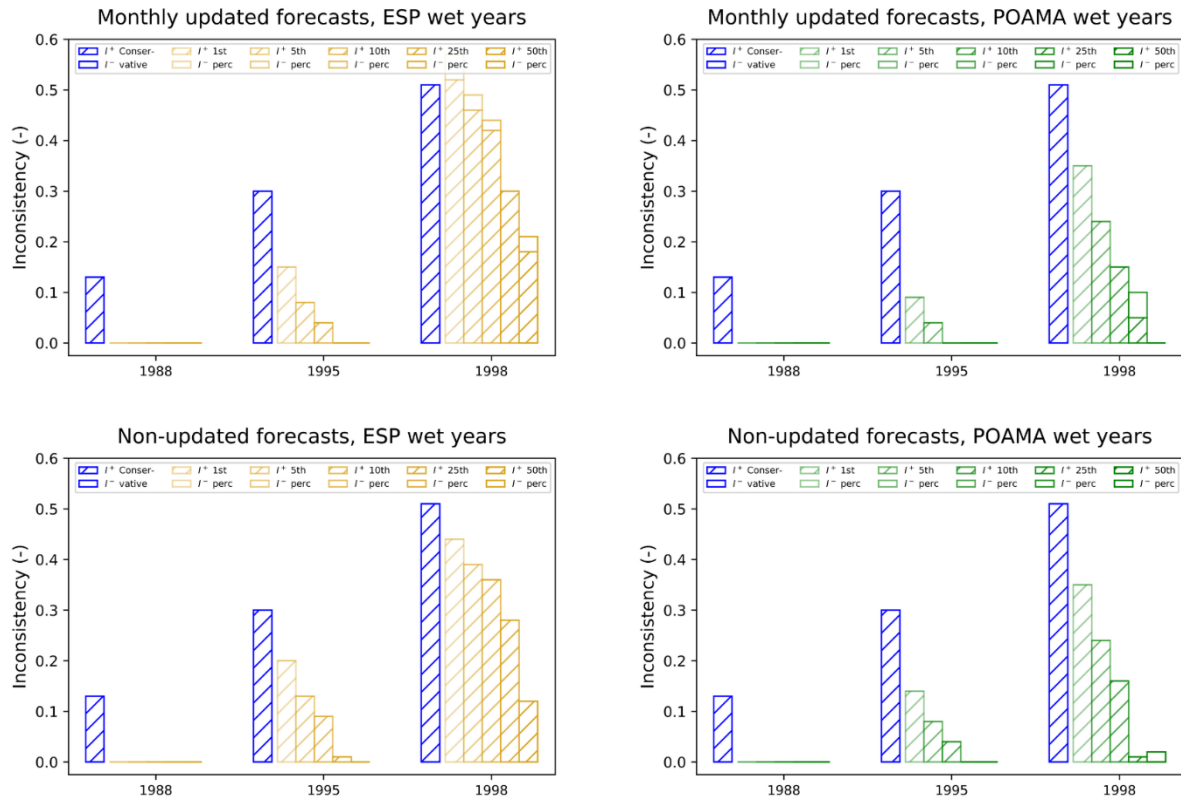 Monthly updated forecasts, ESP wet years
Inconsistency (-)
0.6
0.5
0.4
0.3
0.2
0.1
0.0
I⁺ Conser- I⁺ 1st I⁺ 5th I⁺ 10th I⁺ 25th I⁺ 50th
I⁻ vative I⁻ perc I⁻ perc I⁻ perc I⁻ perc I⁻ perc
1988 1995 1998
Monthly updated forecasts, POAMA wet years
Inconsistency (-)
0.6
0.5
0.4
0.3
0.2
0.1
0.0
I⁺ Conser- I⁺ 1st I⁺ 5th I⁺ 10th I⁺ 25th I⁺ 50th
I⁻ vative I⁻ perc I⁻ perc I⁻ perc I⁻ perc I⁻ perc
1988 1995 1998
Non-updated forecasts, ESP wet years
Inconsistency (-)
0.6
0.5
0.4
0.3
0.2
0.1
0.0
I⁺ Conser- I⁺ 1st I⁺ 5th I⁺ 10th I⁺ 25th I⁺ 50th
I⁻ vative I⁻ perc I⁻ perc I⁻ perc I⁻ perc I⁻ perc
1988 1995 1998
Non-updated forecasts, POAMA wet years
Inconsistency (-)
0.6
0.5
0.4
0.3
0.2
0.1
0.0
I⁺ Conser- I⁺ 1st I⁺ 5th I⁺ 10th I⁺ 25th I⁺ 50th
I⁻ vative I⁻ perc I⁻ perc I⁻ perc I⁻ perc I⁻ perc
1988 1995 1998